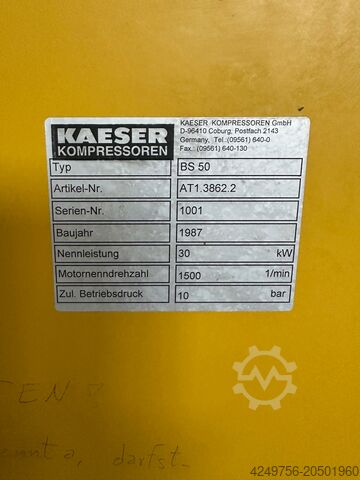 KAESER
KOMPRESSOREN
KAESER KOMPRESSOREN GmbH
D-96410 Coburg, Postfach 2143
Germany, Tel.:(09561) 640-0
Fax.:(09561) 640-130
Typ BS 50
Artikel-Nr. AT1.3862.2
Serien-Nr. 1001
Baujahr 1987
Nennleistung 30 kW
Motornenndrehzahl 1500 1/min
Zul. Betriebsdruck 10 bar
darfst
4249756-20501960